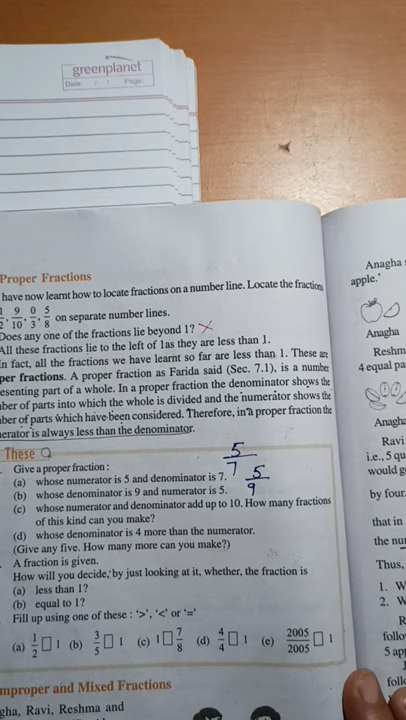 greenplanet
Date / / Page
Proper Fractions
have now learnt how to locate fractions on a number line. Locate the fractions
1/2, 9/10, 0/3, 5/8 on separate number lines.
Does any one of the fractions lie beyond 1? ×
All these fractions lie to the left of 1as they are less than 1.
In fact, all the fractions we have learnt so far are less than 1. These are
per fractions. A proper fraction as Farida said (Sec. 7.1), is a number
esenting part of a whole. In a proper fraction the denominator shows the
ber of parts into which the whole is divided and the numerator shows the
ber of parts which have been considered. Therefore, in a proper fraction the
erator is always less than the denominator.
These
5/7
5/9
Give a proper fraction :
(a) whose numerator is 5 and denominator is 7.
(b) whose denominator is 9 and numerator is 5.
(c) whose numerator and denominator add up to 10. How many fractions
of this kind can you make?
(d) whose denominator is 4 more than the numerator.
(Give any five. How many more can you make?)
A fraction is given.
How will you decide, by just looking at it, whether, the fraction is
(a) less than 1?
(b) equal to 1?
Fill up using one of these : '>', '<' or '='
(a) 1/2 □ 1 (b) 3/5 □ 1 (c) 1 □ 7/8 (d) 4/4 □ 1 (e) 2005/2005 □ 1
mproper and Mixed Fractions
gha, Ravi, Reshma and
Anagha
apple.'
Anagha
Reshm
4 equal pa
Anagha
Ravi
i.e., 5 qu
would g
by four.
that in
the nu
Thus,
1. W
2. W
R
follo
5 app
foll